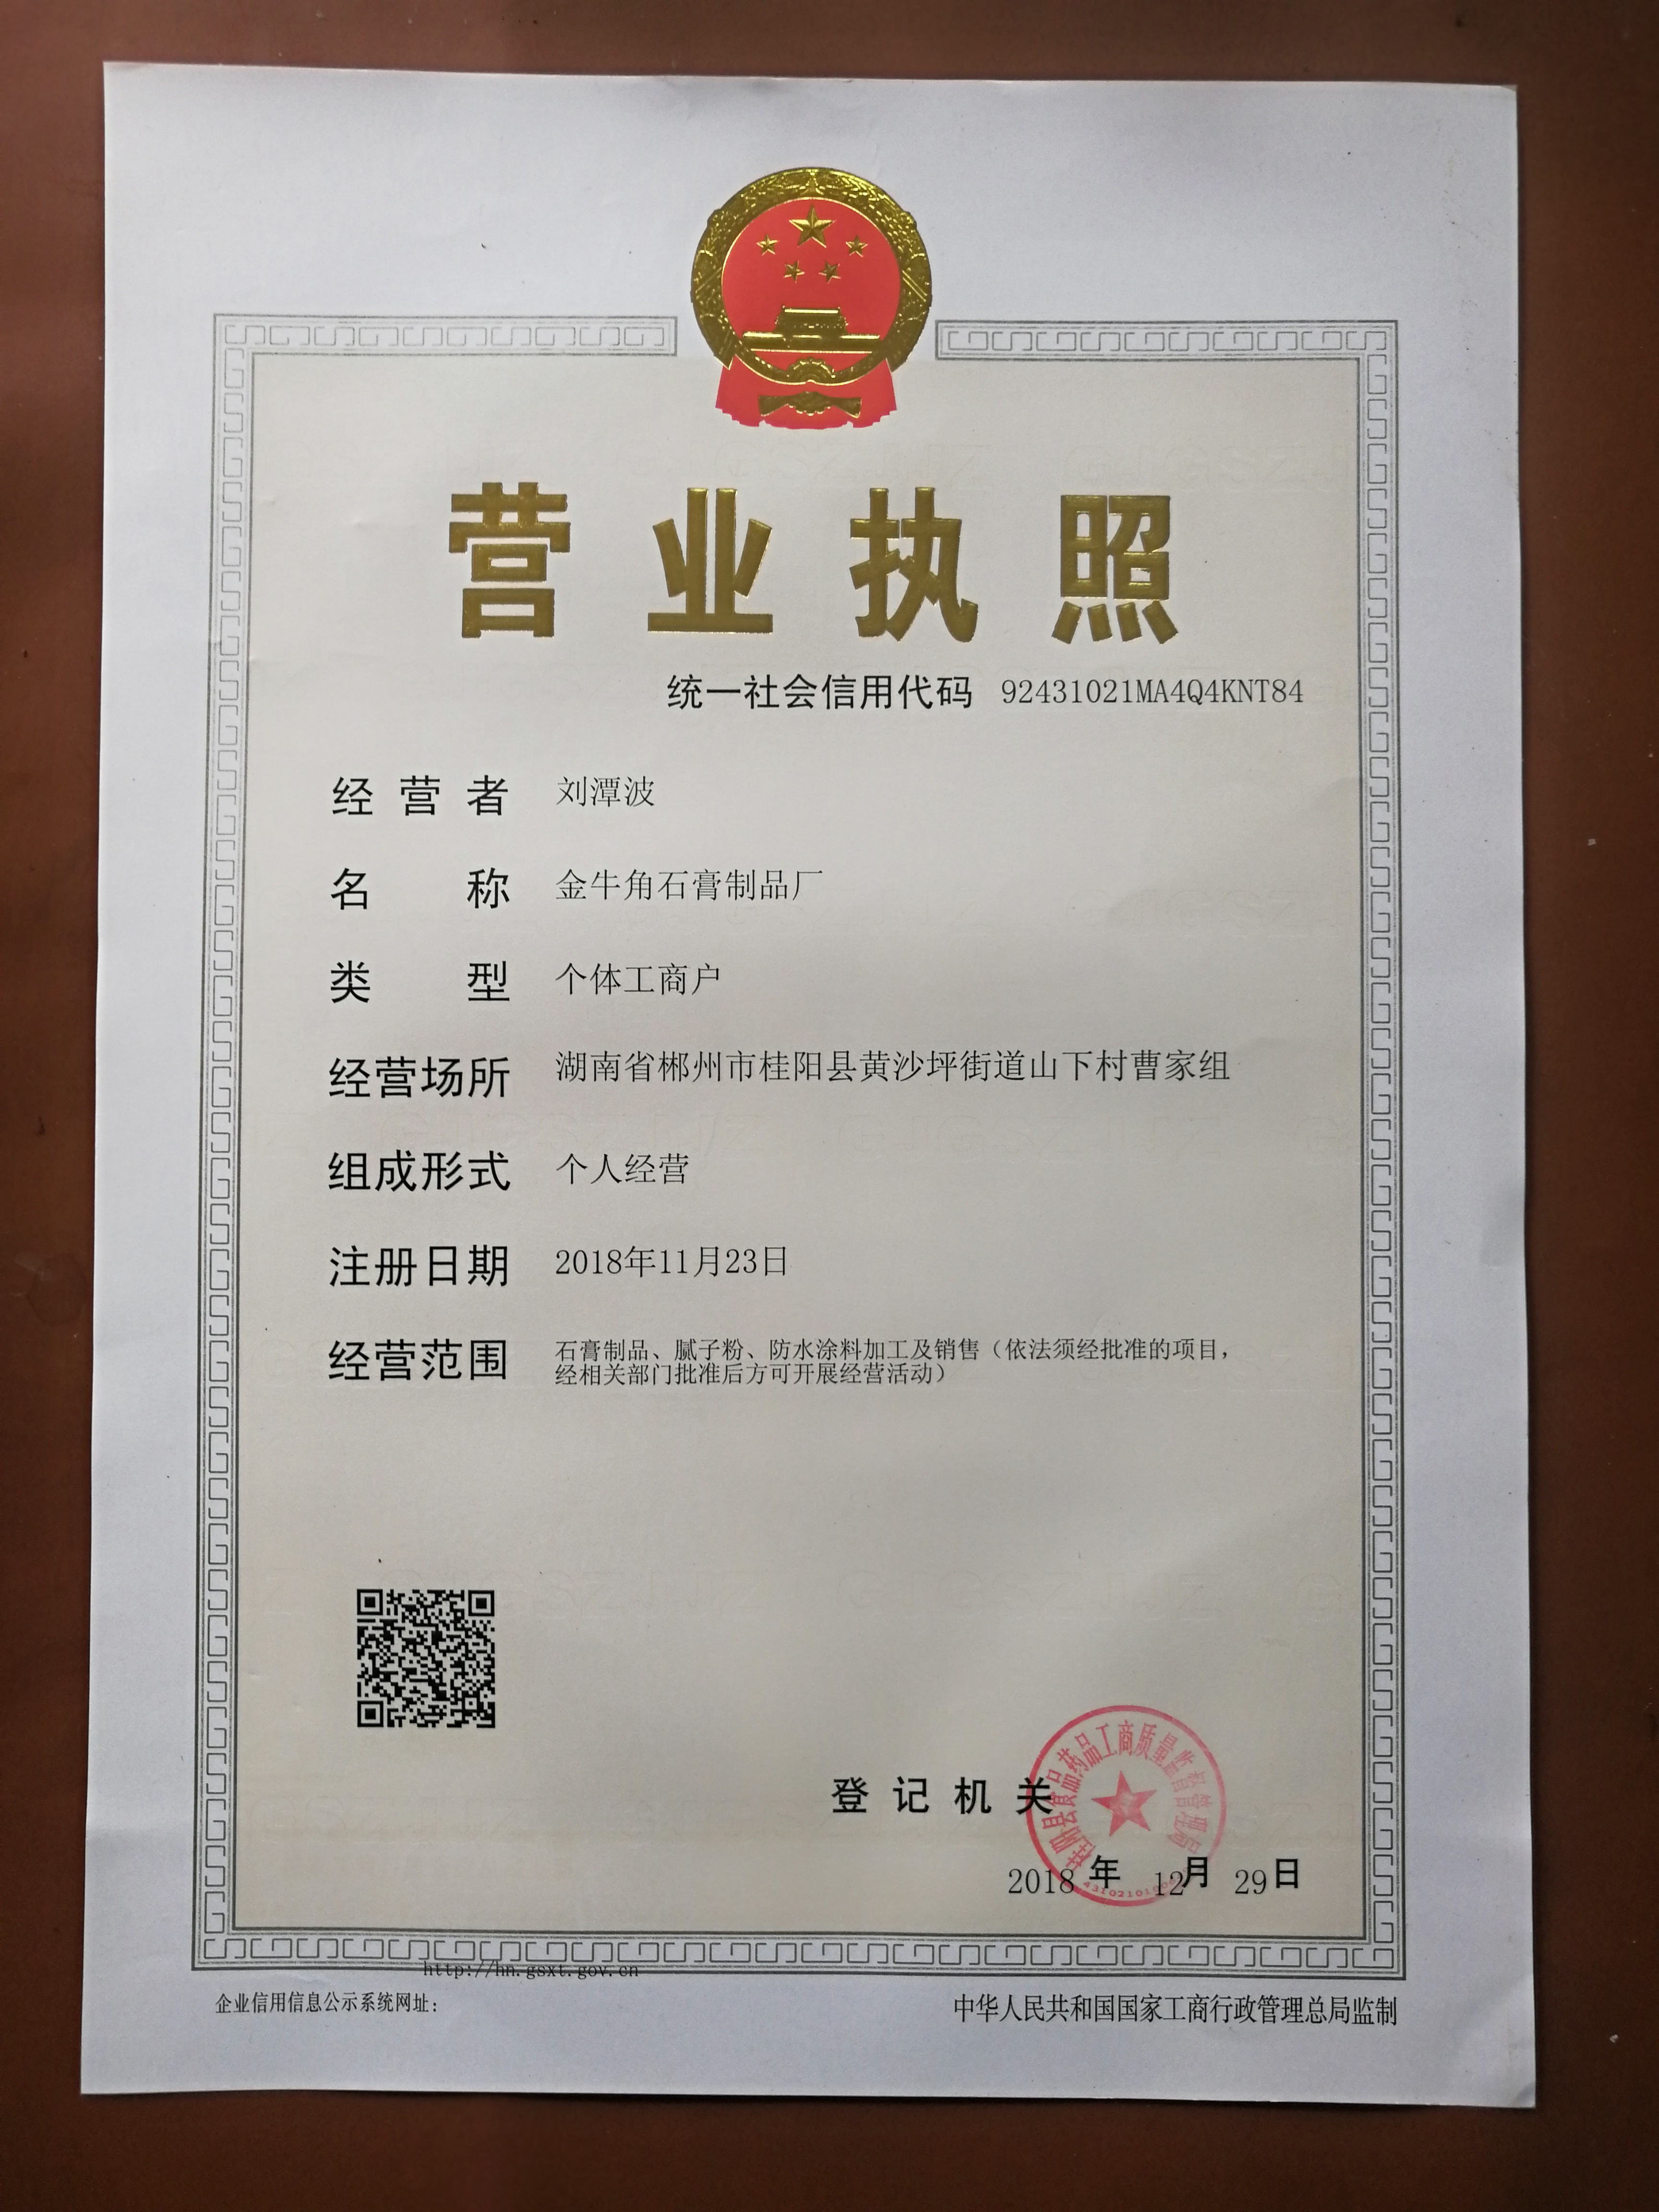 营业执照
统一社会信用代码 92431021MA4Q4KNT84
经营者 刘潭波
名称 金牛角石膏制品厂
类型 个体工商户
经营场所 湖南省郴州市桂阳县黄沙坪街道山下村曹家组
组成形式 个人经营
注册日期 2018年11月23日
经营范围 石膏制品、腻子粉、防水涂料加工及销售（依法须经批准的项目，
经相关部门批准后方可开展经营活动）
桂阳县食品药品工商质量监督管理局
登记机关
2018 年 12月 29日
http://hn.gsxt.gov.cn
企业信用信息公示系统网址：
中华人民共和国国家工商行政管理总局监制